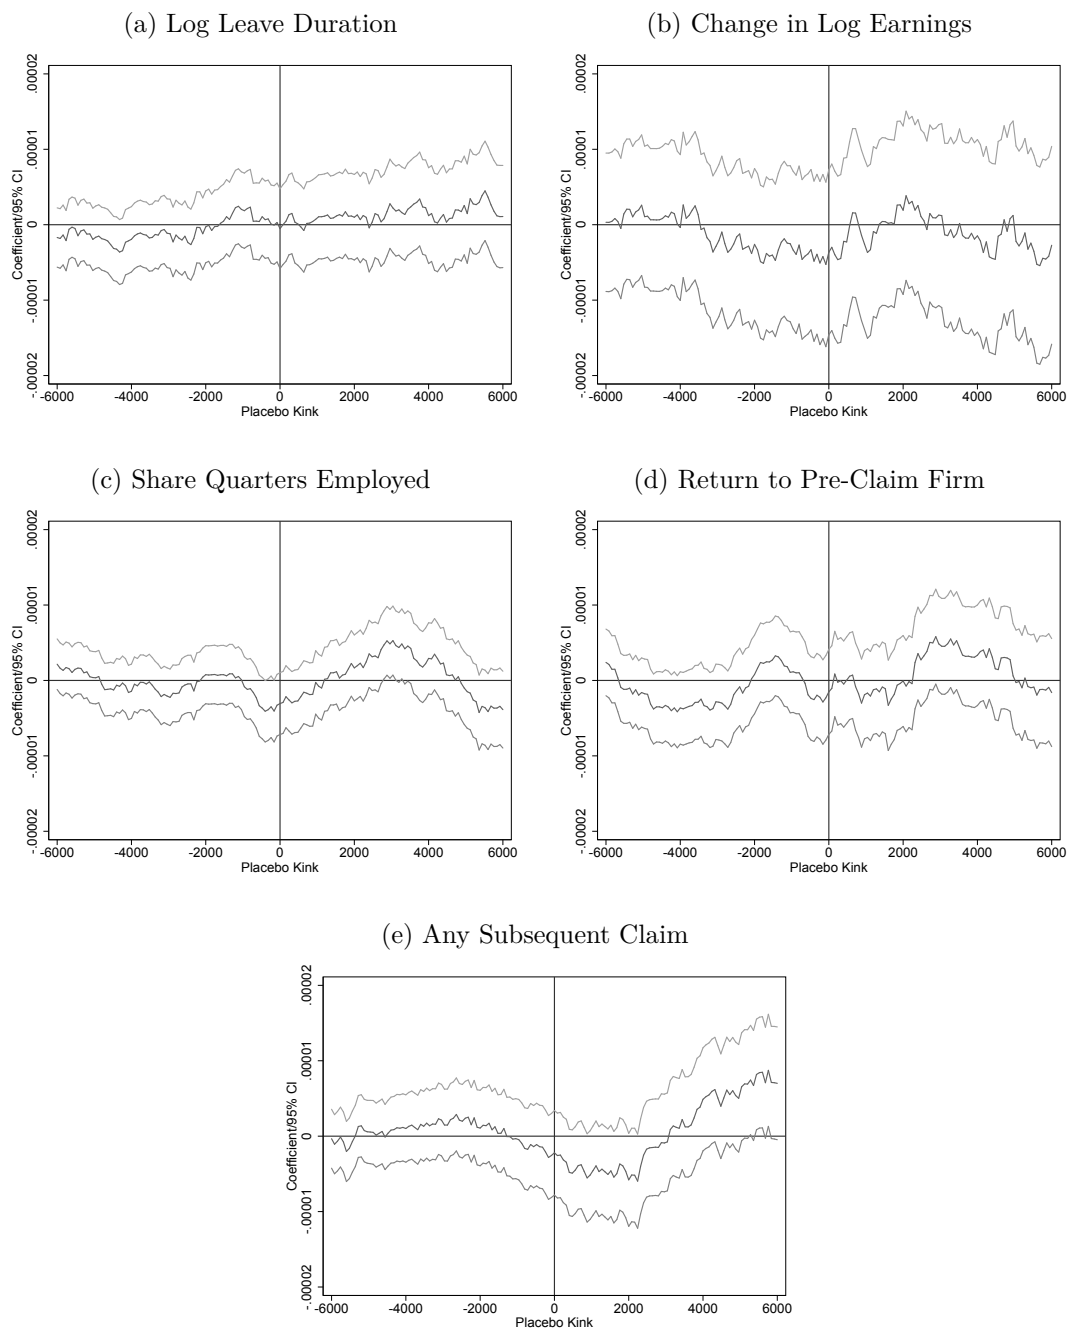 (a) Log Leave Duration
Coefficient/95% CI
.00002
.00001
0
-.00001
-.00002
-6000 -4000 -2000 0 2000 4000 6000
Placebo Kink
(b) Change in Log Earnings
Coefficient/95% CI
.00002
.00001
0
-.00001
-.00002
-6000 -4000 -2000 0 2000 4000 6000
Placebo Kink
(c) Share Quarters Employed
Coefficient/95% CI
.00002
.00001
0
-.00001
-.00002
-6000 -4000 -2000 0 2000 4000 6000
Placebo Kink
(d) Return to Pre-Claim Firm
Coefficient/95% CI
.00002
.00001
0
-.00001
-.00002
-6000 -4000 -2000 0 2000 4000 6000
Placebo Kink
(e) Any Subsequent Claim
Coefficient/95% CI
.00002
.00001
0
-.00001
-.00002
-6000 -4000 -2000 0 2000 4000 6000
Placebo Kink